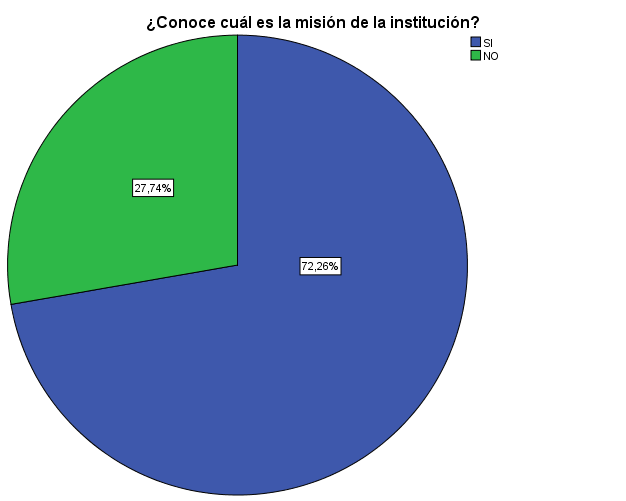 ¿Conoce cuál es la misión de la institución?
SI
NO
27,74%
72,26%